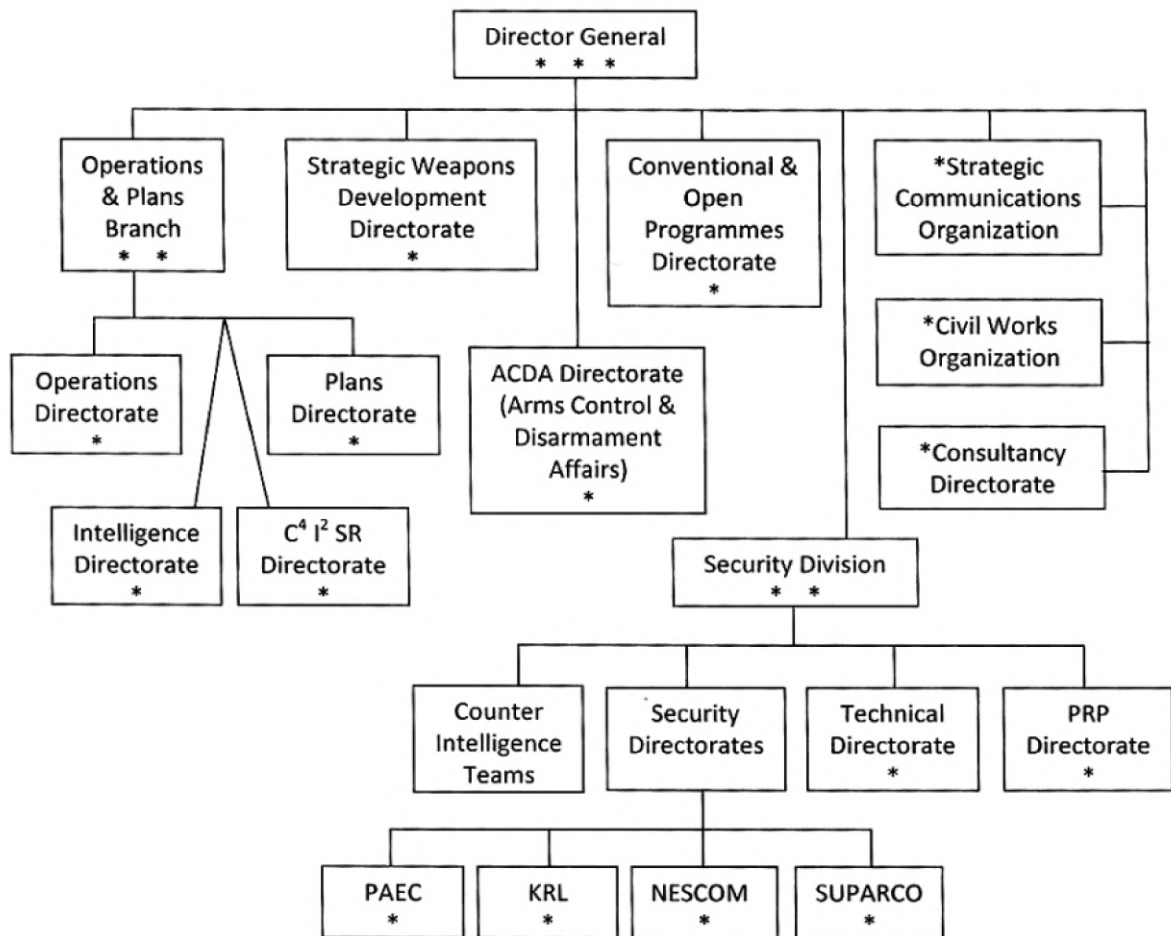 Director General
* * *
Operations
& Plans
Branch
* *
Strategic Weapons
Development
Directorate
*
Conventional &
Open
Programmes
Directorate
*
*Strategic
Communications
Organization
*Civil Works
Organization
*Consultancy
Directorate
Operations
Directorate
*
Plans
Directorate
*
ACDA Directorate
(Arms Control &
Disarmament
Affairs)
*
Intelligence
Directorate
*
C⁴ I² SR
Directorate
*
Security Division
* *
Counter
Intelligence
Teams
Security
Directorates
Technical
Directorate
*
PRP
Directorate
*
PAEC
*
KRL
*
NESCOM
*
SUPARCO
*